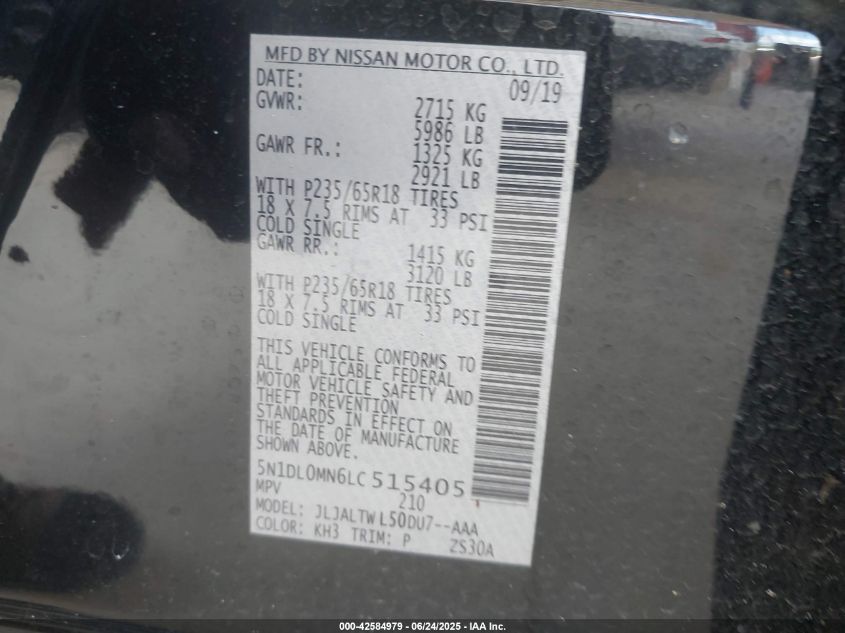 MFD BY NISSAN MOTOR CO., LTD.
DATE: 09/19
GVWR: 2715 KG
5986 LB
GAWR FR.: 1325 KG
2921 LB
WITH P235/65R18 TIRES
18 X 7.5 RIMS AT 33 PSI
COLD SINGLE
GAWR RR.: 1415 KG
3120 LB
WITH P235/65R18 TIRES
18 X 7.5 RIMS AT 33 PSI
COLD SINGLE
THIS VEHICLE CONFORMS TO
ALL APPLICABLE FEDERAL
MOTOR VEHICLE SAFETY AND
THEFT PREVENTION
STANDARDS IN EFFECT ON
THE DATE OF MANUFACTURE
SHOWN ABOVE.
5N1DL0MN6LC 515405
MPV 210
MODEL: JLJALTW L50DU7--AAA
COLOR: KH3 TRIM: P ZS30A
000-42584979 - 06/24/2025 - IAA Inc.